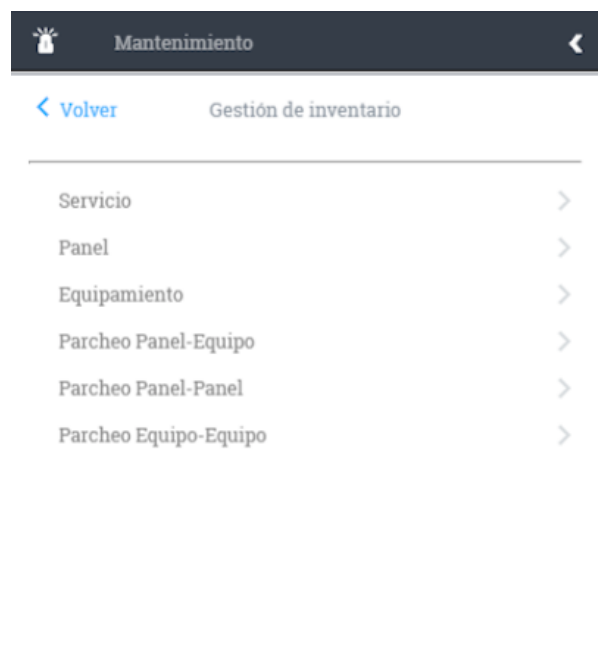 Mantenimiento
Volver
Gestión de inventario
Servicio
Panel
Equipamiento
Parcheo Panel-Equipo
Parcheo Panel-Panel
Parcheo Equipo-Equipo